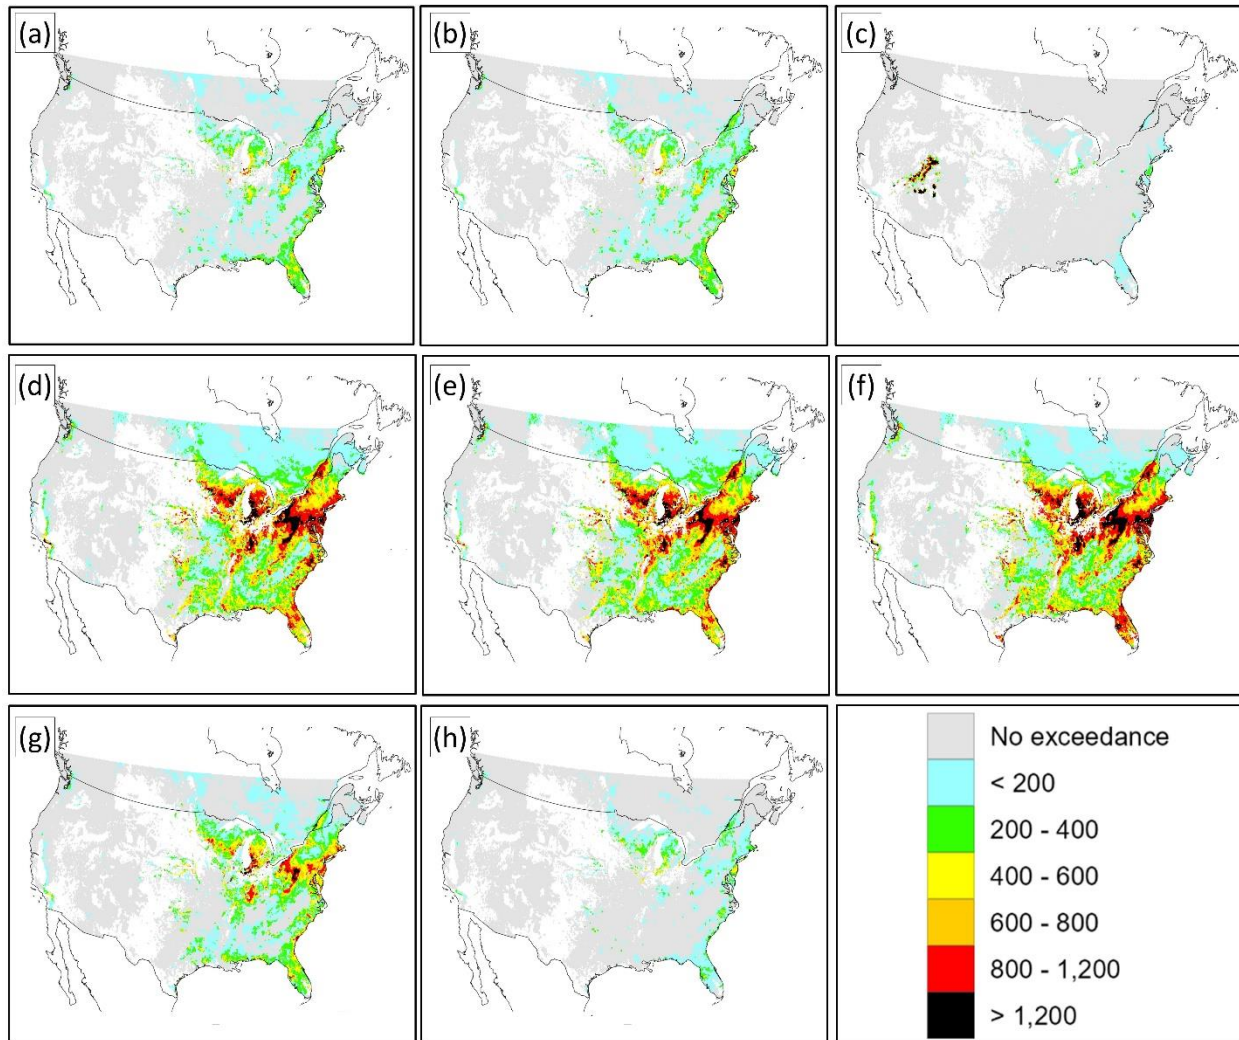 (a)
(b)
(c)
(d)
(e)
(f)
(g)
(h)
No exceedance
< 200
200 - 400
400 - 600
600 - 800
800 - 1,200
> 1,200